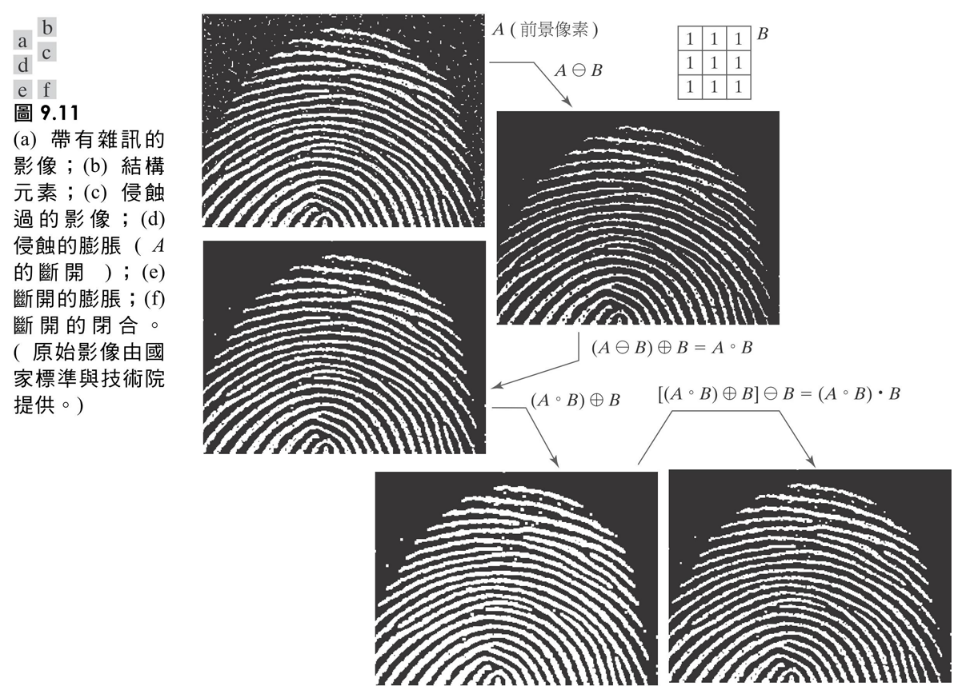 a b
c
d
e f
圖 9.11
(a) 帶有雜訊的
影像；(b) 結構
元素；(c) 侵蝕
過的影像；(d)
侵蝕的膨脹 ( A
的斷開 )；(e)
斷開的膨脹；(f)
斷開的閉合。
( 原始影像由國
家標準與技術院
提供。)
A ( 前景像素 )
1 1 1 B
1 1 1
1 1 1
A ⊖ B
(A ⊖ B) ⊕ B = A ∘ B
(A ∘ B) ⊕ B
[(A ∘ B) ⊕ B] ⊖ B = (A ∘ B) • B